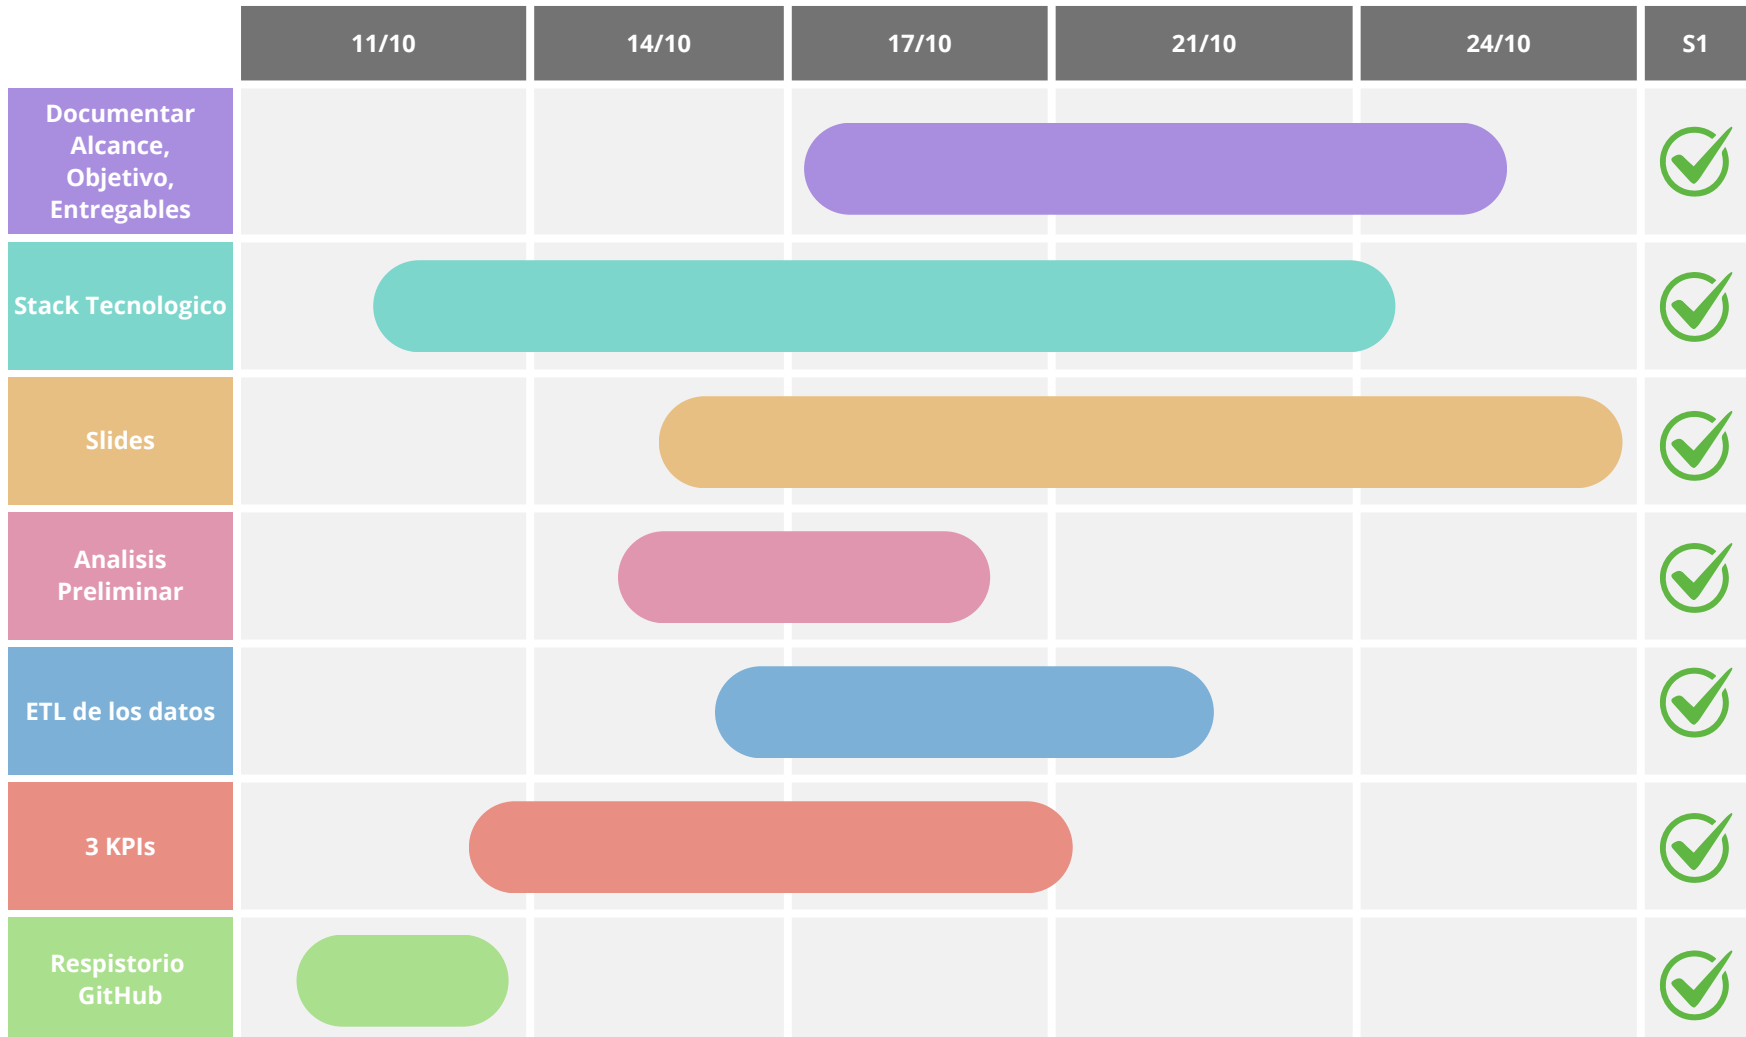 11/10
14/10
17/10
21/10
24/10
S1
Documentar
Alcance,
Objetivo,
Entregables
Stack Tecnologico
Slides
Analisis
Preliminar
ETL de los datos
3 KPIs
Respistorio
GitHub